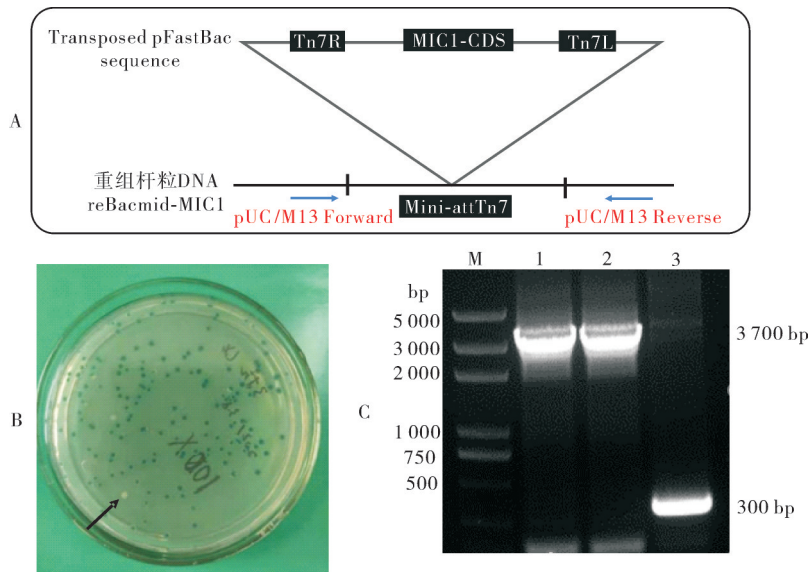 Transposed pFastBac
sequence
Tn7R
MIC1-CDS
Tn7L
A
重组杆粒DNA
reBacmid-MIC1
Mini-attTn7
pUC/M13 Forward
pUC/M13 Reverse
B
C
M 1 2 3
bp
5 000
3 000
2 000
1 000
750
500
3 700 bp
300 bp